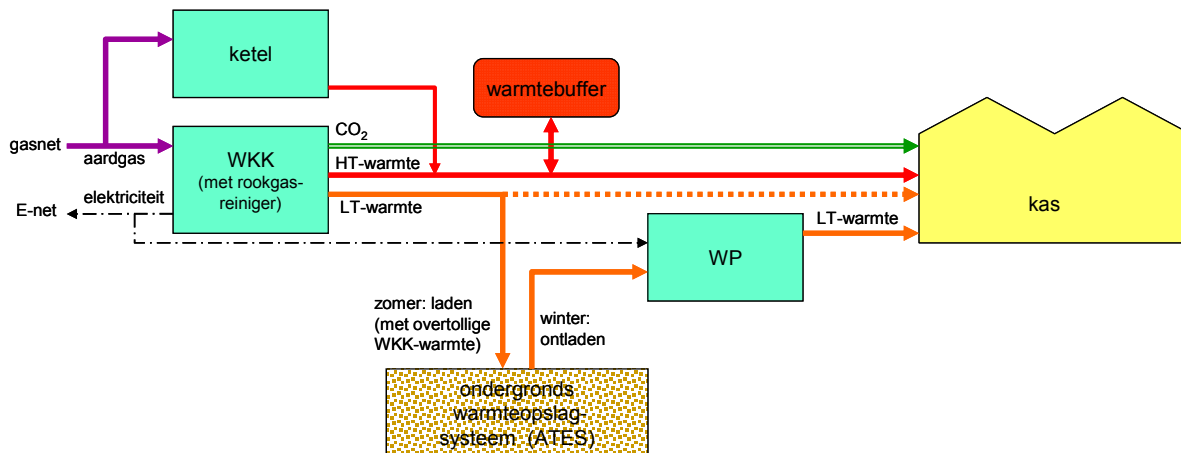 ketel
warmtebuffer
gasnet
aardgas
CO2
WKK
(met rookgas-
reiniger)
HT-warmte
elektriciteit
LT-warmte
E-net
kas
LT-warmte
WP
zomer: laden
(met overtollige
WKK-warmte)
winter:
ontladen
ondergronds
warmteopslag-
systeem (ATES)